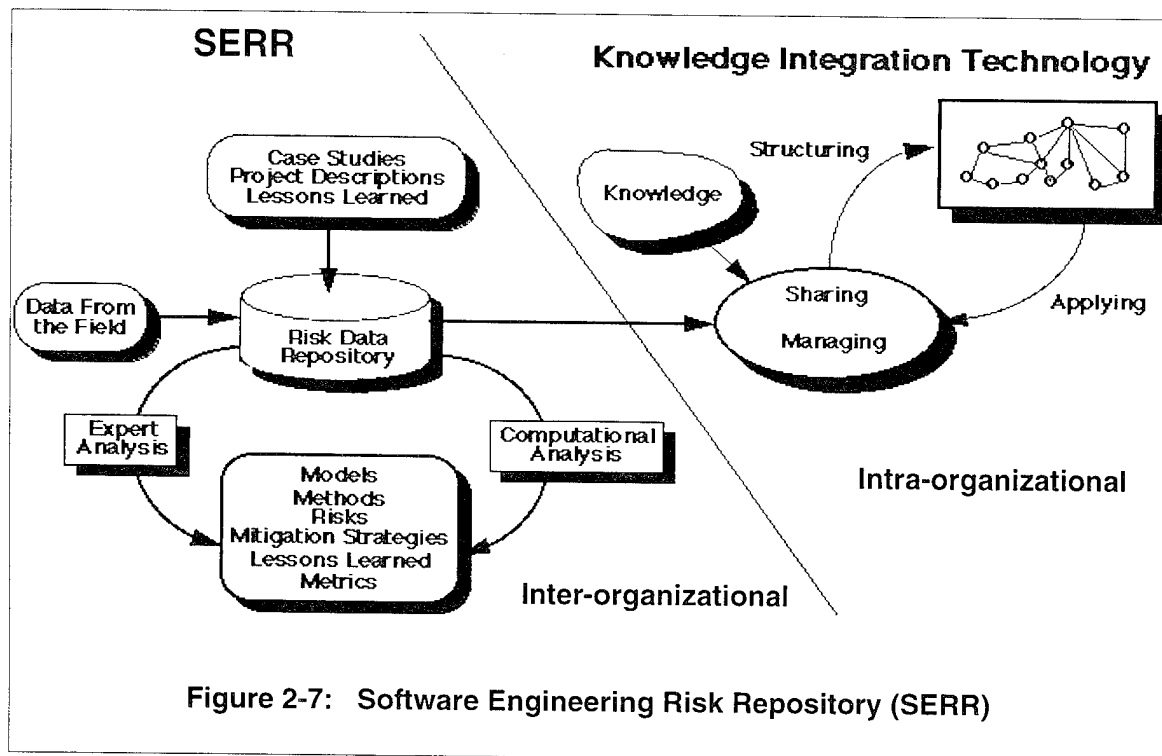 SERR
Knowledge Integration Technology
Case Studies
Project Descriptions
Lessons Learned
Structuring
Knowledge
Data From
the Field
Risk Data
Repository
Sharing
Managing
Applying
Expert
Analysis
Computational
Analysis
Models
Methods
Risks
Mitigation Strategies
Lessons Learned
Metrics
Intra-organizational
Inter-organizational
Figure 2-7: Software Engineering Risk Repository (SERR)